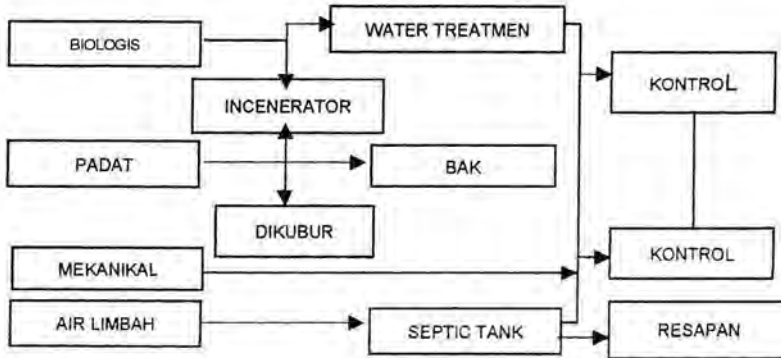 BIOLOGIS
WATER TREATMEN
INCENERATOR
KONTROL
PADAT
BAK
DIKUBUR
MEKANIKAL
KONTROL
AIR LIMBAH
SEPTIC TANK
RESAPAN